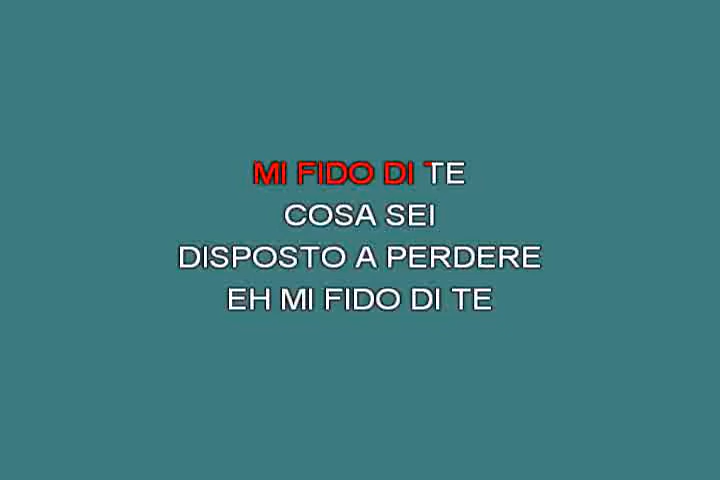 MI FIDO DI TE
COSA SEI
DISPOSTO A PERDERE
EH MI FIDO DI TE